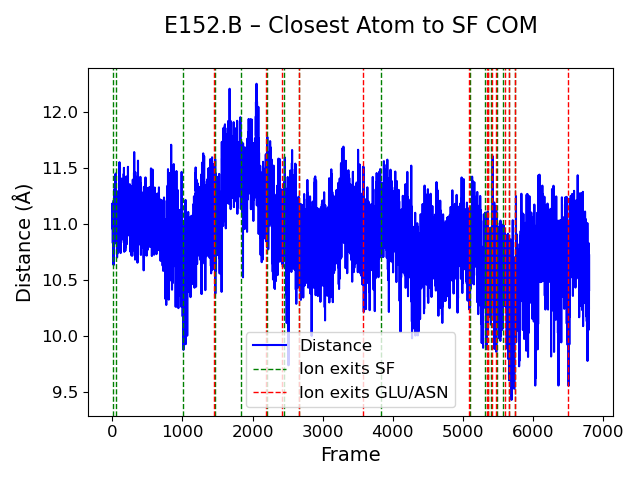 E152.B – Closest Atom to SF COM
Distance (Å)
12.0
11.5
11.0
10.5
10.0
9.5
Distance
Ion exits SF
Ion exits GLU/ASN
0
1000
2000
3000
4000
5000
6000
7000
Frame